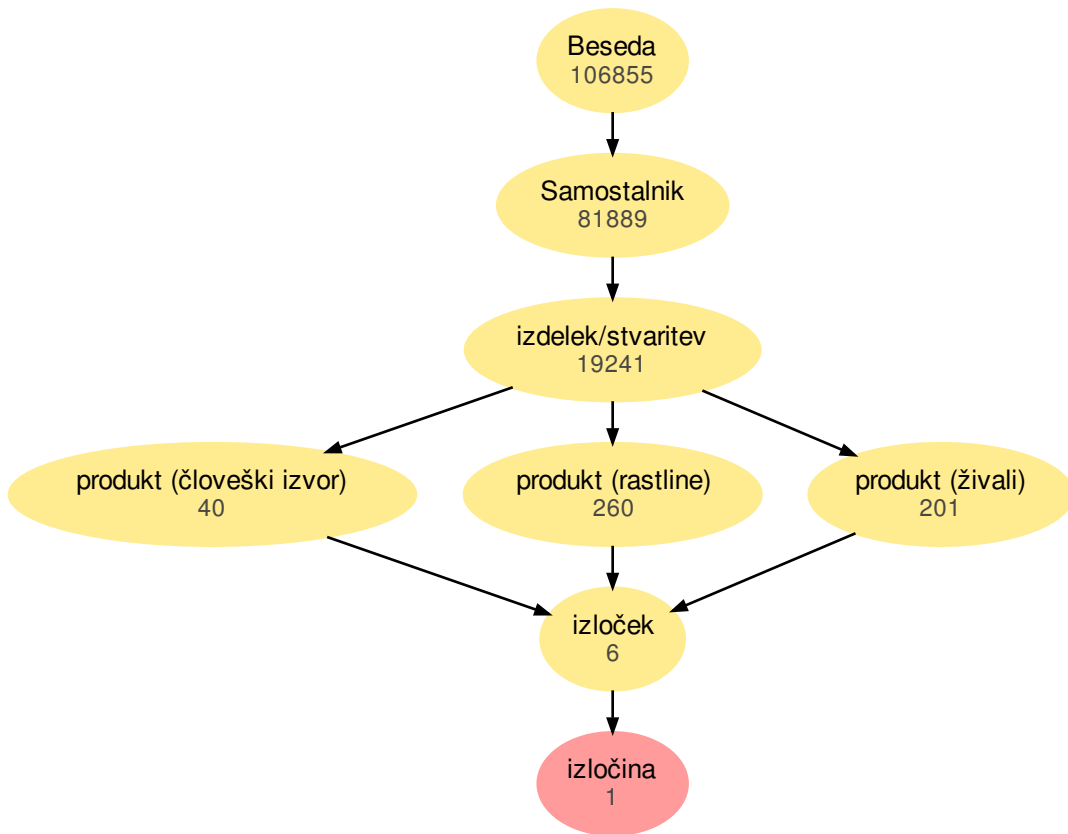 Beseda
106855
Samostalnik
81889
izdelek/stvaritev
19241
produkt (človeški izvor)
40
produkt (rastline)
260
produkt (živali)
201
izloček
6
izločina
1